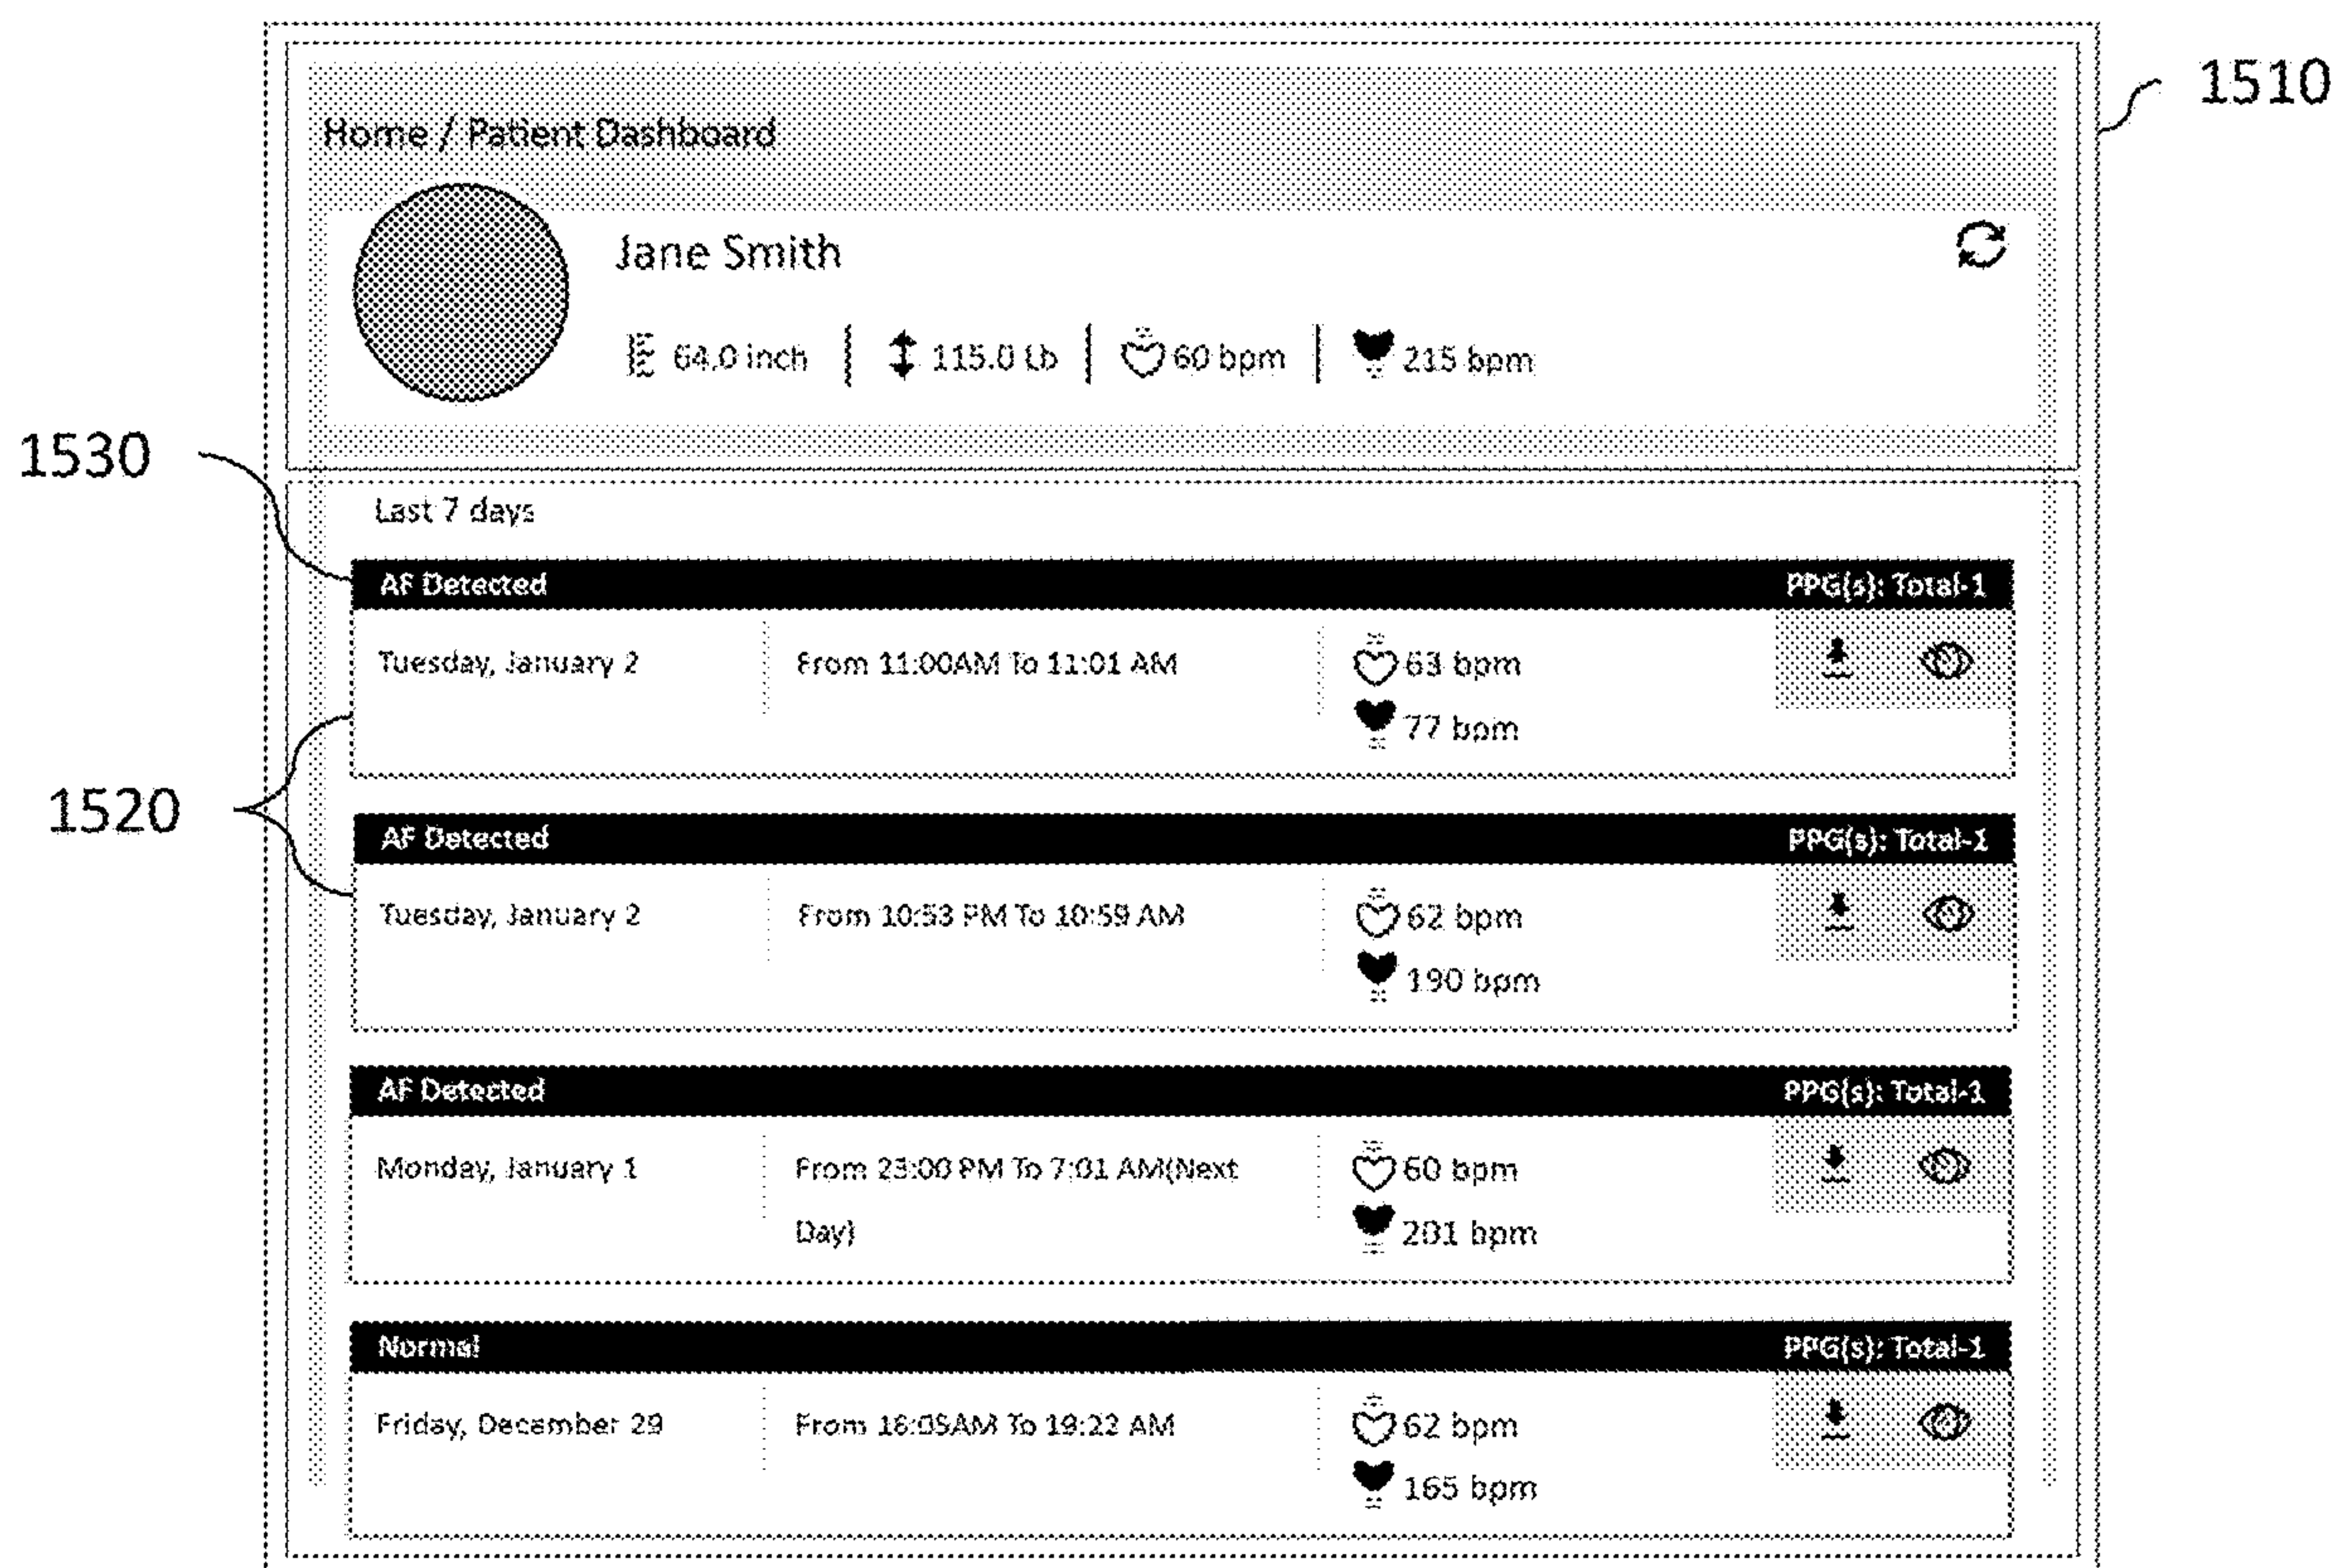 1510
Home / Patient Dashboard
Jane Smith
64.0 inch | 115.0 Lb | 60 bpm | 215 bpm
1530
Last 7 days
AF Detected PPG(s): Total-1
Tuesday, January 2 From 11:00AM To 11:01 AM 63 bpm
77 bpm
1520
AF Detected PPG(s): Total-1
Tuesday, January 2 From 10:53 PM To 10:59 AM 62 bpm
190 bpm
AF Detected PPG(s): Total-1
Monday, January 1 From 23:00 PM To 7:01 AM(Next 60 bpm
Day) 201 bpm
Normal PPG(s): Total-1
Friday, December 29 From To 62 bpm
165 bpm